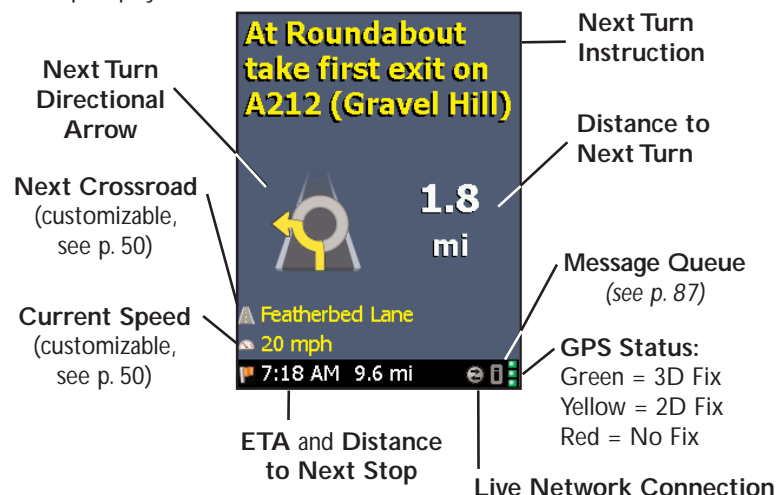 At Roundabout
take first exit on
A212 (Gravel Hill)
1.8
mi
Featherbed Lane
20 mph
7:18 AM 9.6 mi
Next Turn
Directional
Arrow
Next Crossroad
(customizable,
see p. 50)
Current Speed
(customizable,
see p. 50)
Next Turn
Instruction
Distance to
Next Turn
Message Queue
(see p. 87)
GPS Status:
Green = 3D Fix
Yellow = 2D Fix
Red = No Fix
ETA and Distance
to Next Stop
Live Network Connection